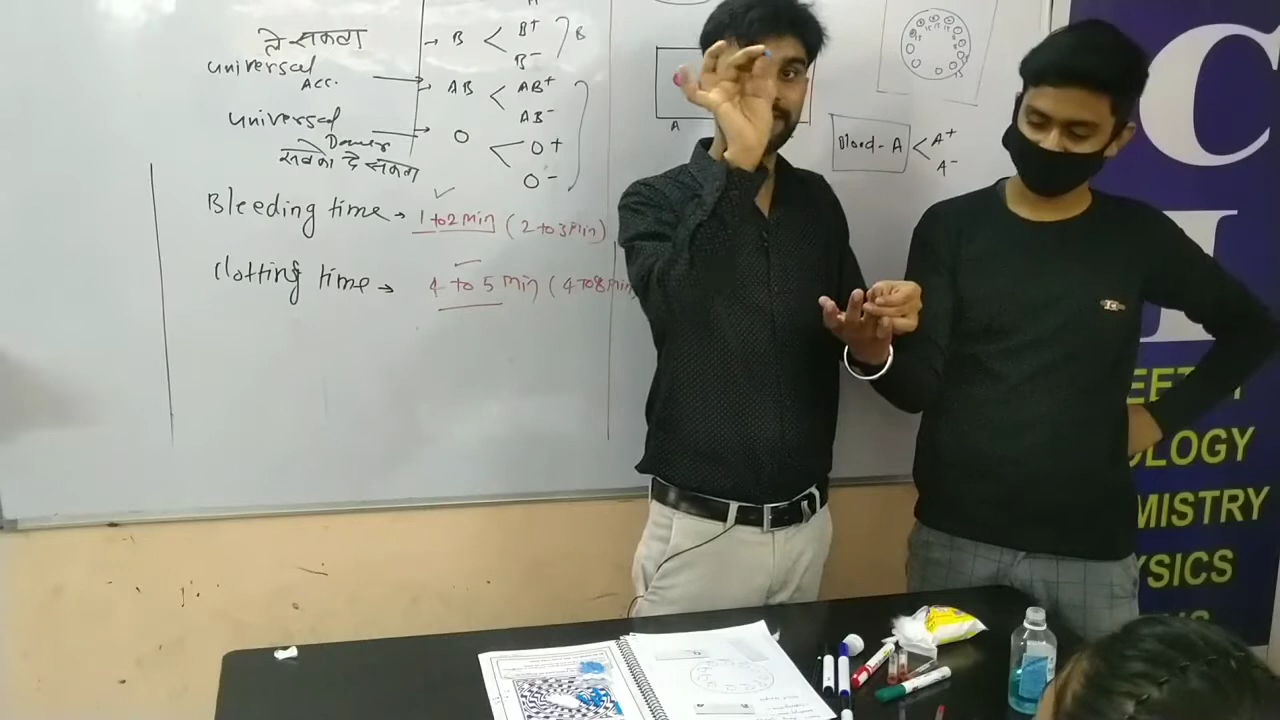 ले सकता
→ B < B+ B- B
universal
Acc. → AB < AB+ AB-
universal
Doner → O < O+ O-
सबको दे सकता
Bleeding time → 1 to 2 min (2 to 3 Min)
Clotting time → 4 to 5 min (4 to 8 Min)
A
Blood-A < A+ A-
C
I
OLOGY
MISTRY
YSICS